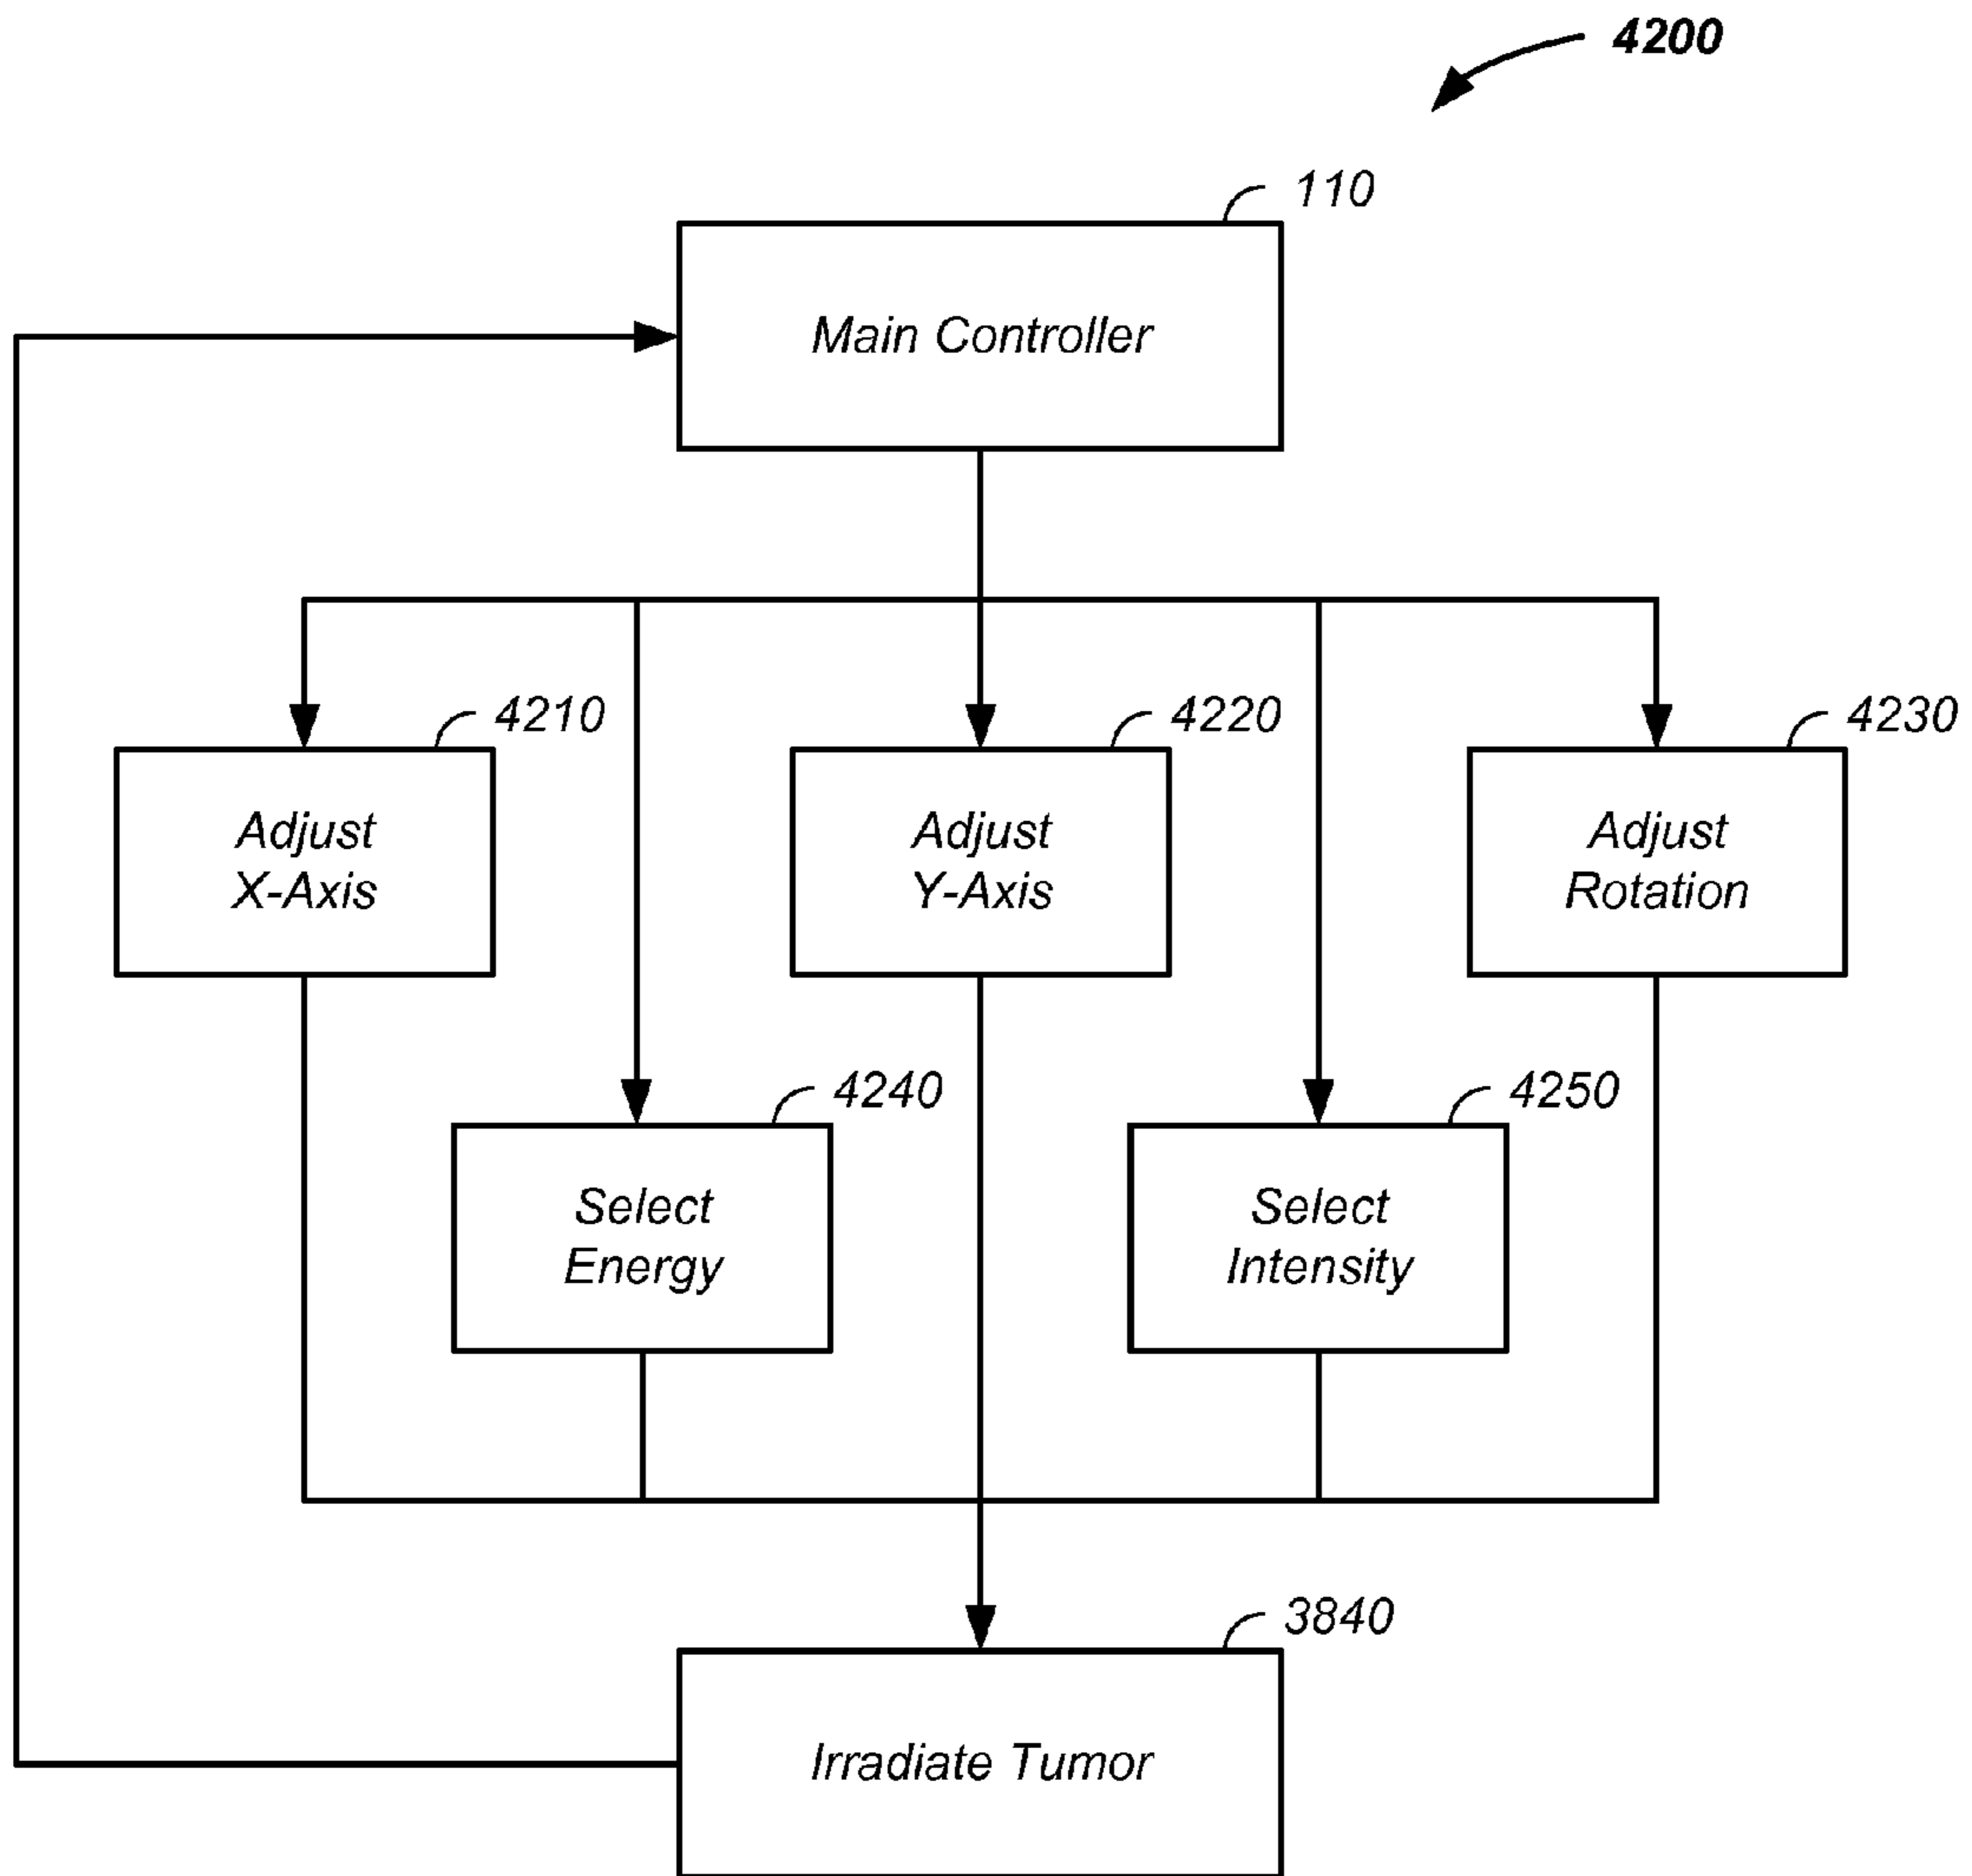 4200
110
Main Controller
4210
4220
4230
Adjust
X-Axis
Adjust
Y-Axis
Adjust
Rotation
4240
4250
Select
Energy
Select
Intensity
3840
Irradiate Tumor